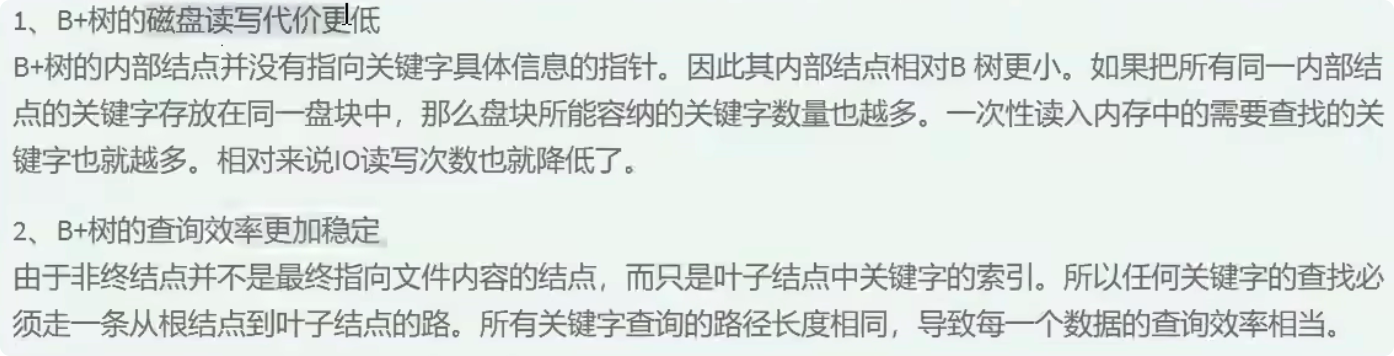 1、B+树的磁盘读写代价更低
B+树的内部结点并没有指向关键字具体信息的指针。因此其内部结点相对B 树更小。如果把所有同一内部结
点的关键字存放在同一盘块中，那么盘块所能容纳的关键字数量也越多。一次性读入内存中的需要查找的关
键字也就越多。相对来说IO读写次数也就降低了。
2、B+树的查询效率更加稳定
由于非终结点并不是最终指向文件内容的结点，而只是叶子结点中关键字的索引。所以任何关键字的查找必
须走一条从根结点到叶子结点的路。所有关键字查询的路径长度相同，导致每一个数据的查询效率相当。